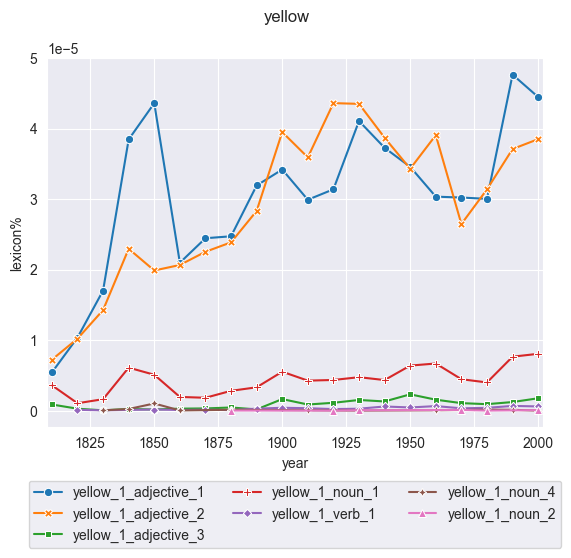 yellow
1e−5
5
4
3
2
1
0
lexicon%
1825 1850 1875 1900 1925 1950 1975 2000
year
yellow_1_adjective_1 yellow_1_noun_1 yellow_1_noun_4
yellow_1_adjective_2 yellow_1_verb_1 yellow_1_noun_2
yellow_1_adjective_3